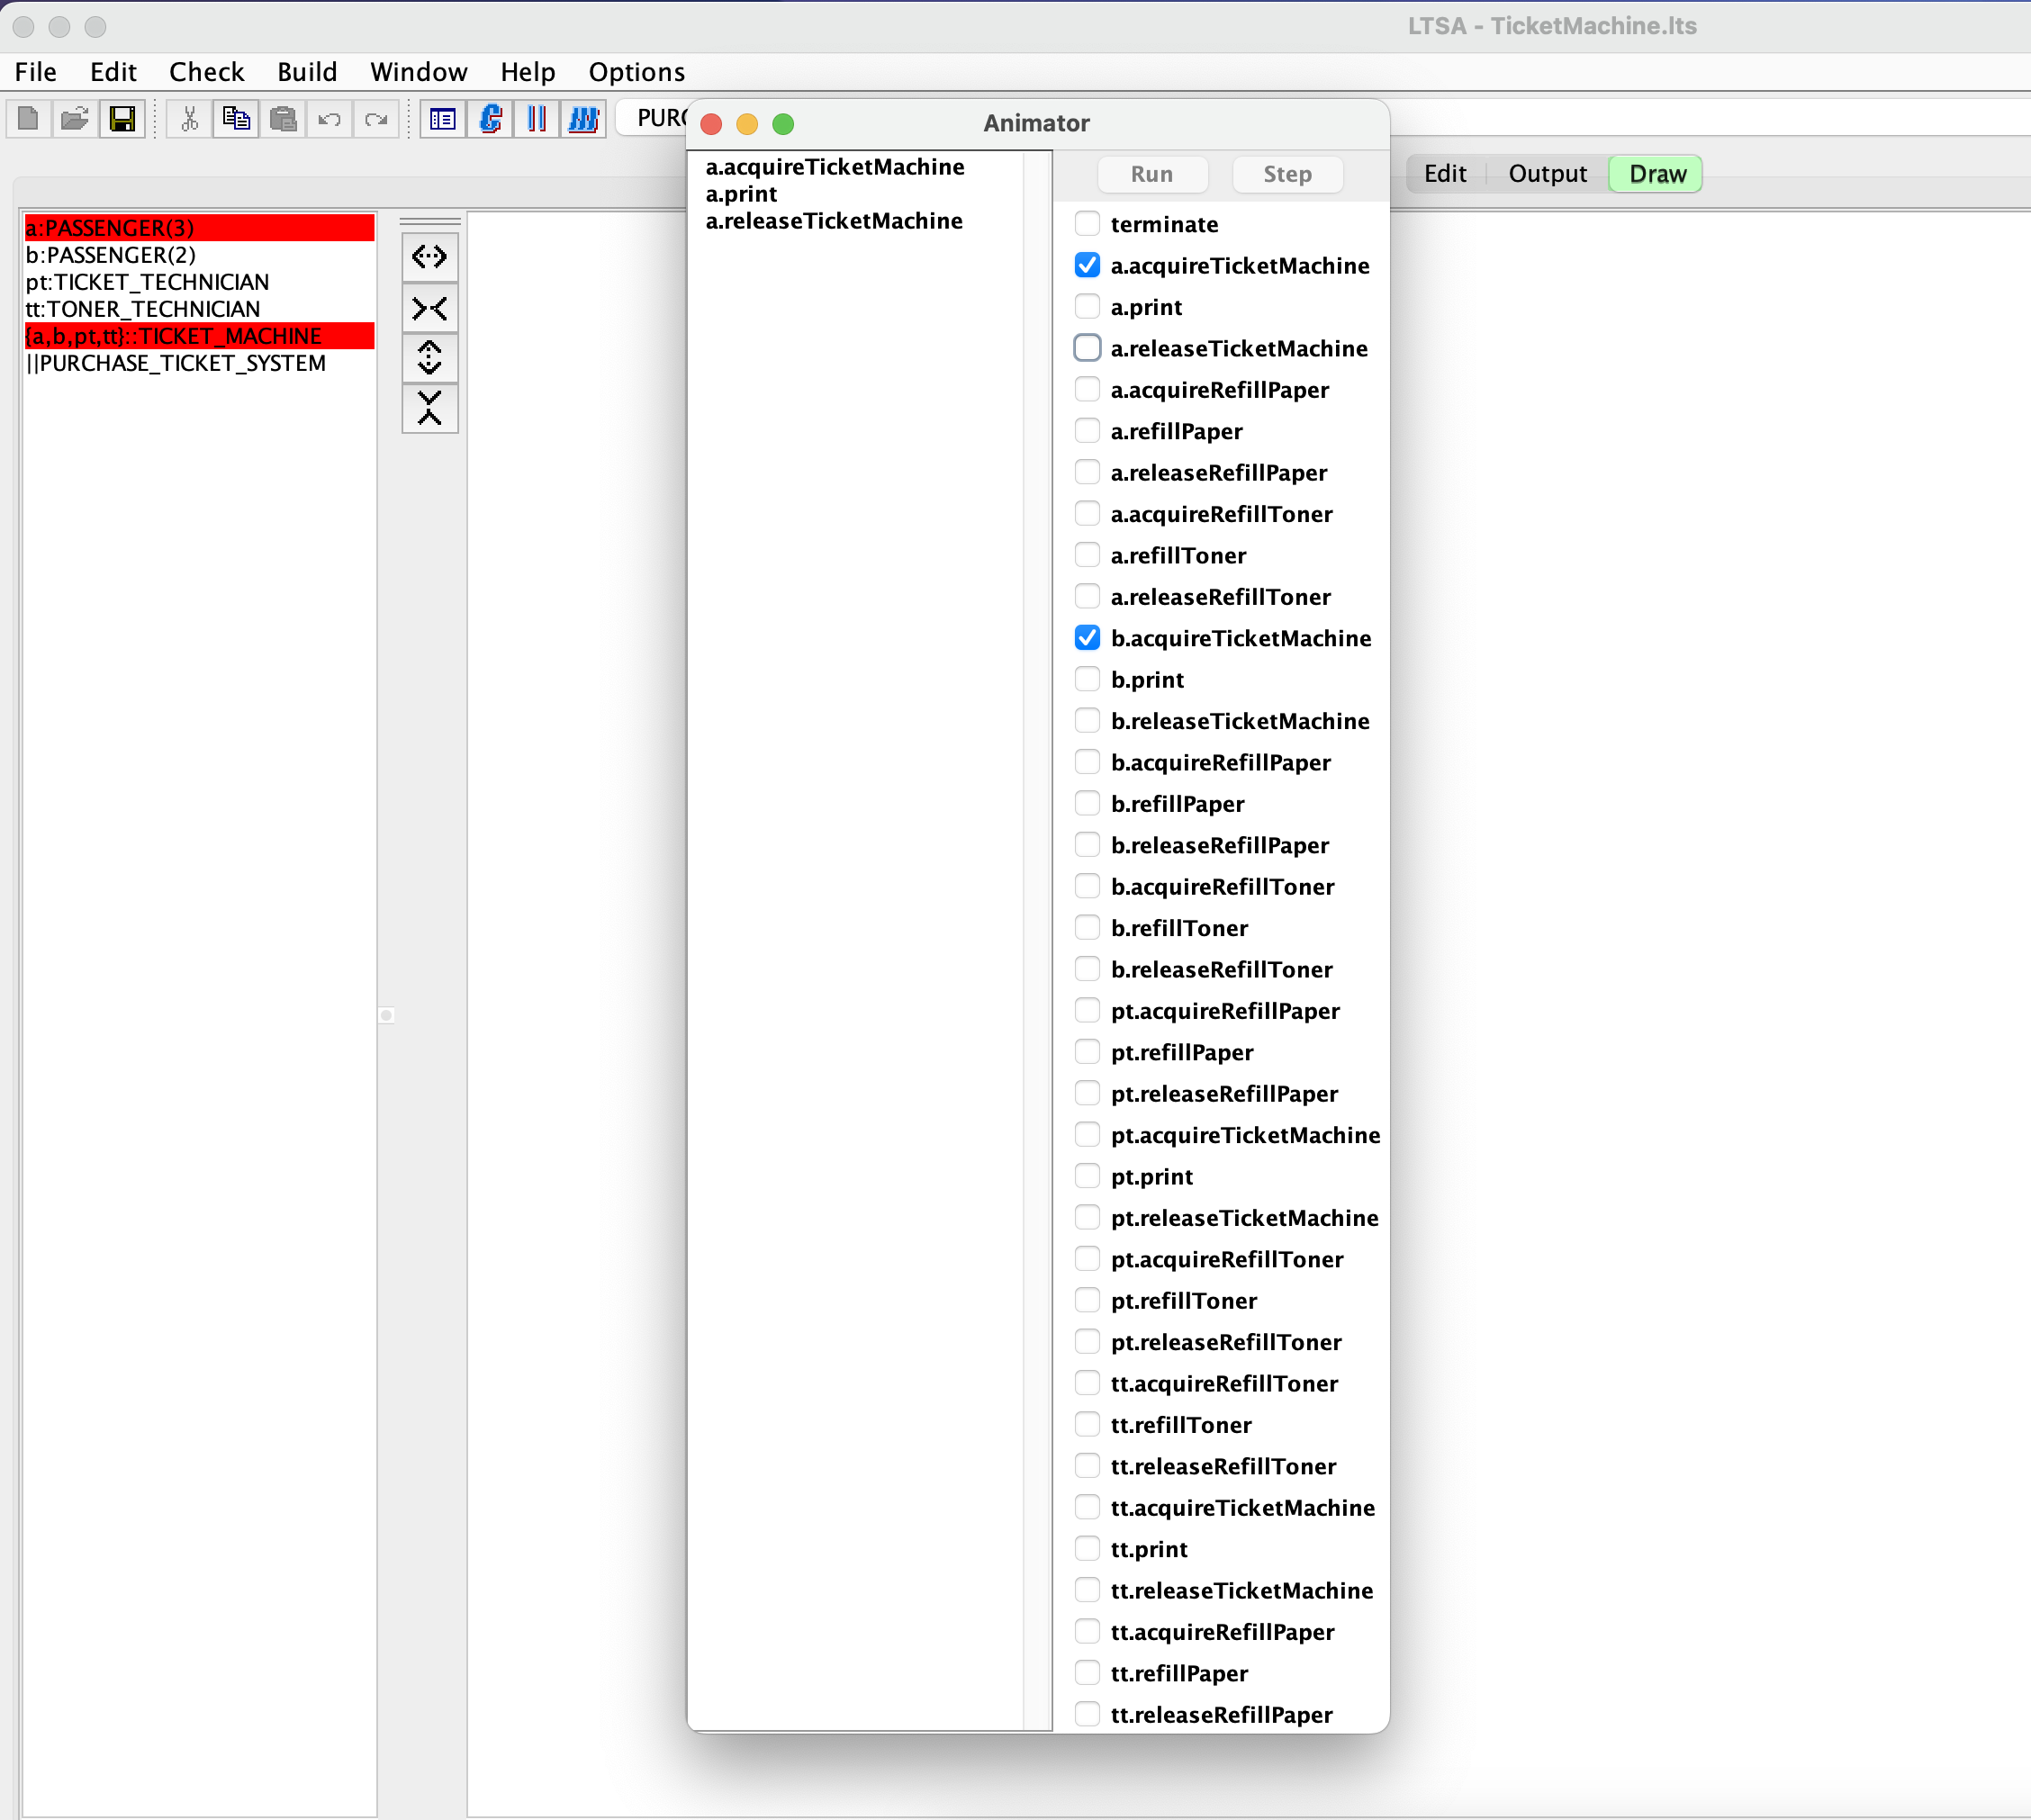 LTSA - TicketMachine.lts
File Edit Check Build Window Help Options
PURC
Animator
Edit Output Draw
a:PASSENGER(3)
b:PASSENGER(2)
pt:TICKET_TECHNICIAN
tt:TONER_TECHNICIAN
{a,b,pt,tt}::TICKET_MACHINE
||PURCHASE_TICKET_SYSTEM
a.acquireTicketMachine
a.print
a.releaseTicketMachine
Run Step
terminate
a.acquireTicketMachine
a.print
a.releaseTicketMachine
a.acquireRefillPaper
a.refillPaper
a.releaseRefillPaper
a.acquireRefillToner
a.refillToner
a.releaseRefillToner
b.acquireTicketMachine
b.print
b.releaseTicketMachine
b.acquireRefillPaper
b.refillPaper
b.releaseRefillPaper
b.acquireRefillToner
b.refillToner
b.releaseRefillToner
pt.acquireRefillPaper
pt.refillPaper
pt.releaseRefillPaper
pt.acquireTicketMachine
pt.print
pt.releaseTicketMachine
pt.acquireRefillToner
pt.refillToner
pt.releaseRefillToner
tt.acquireRefillToner
tt.refillToner
tt.releaseRefillToner
tt.acquireTicketMachine
tt.print
tt.releaseTicketMachine
tt.acquireRefillPaper
tt.refillPaper
tt.releaseRefillPaper